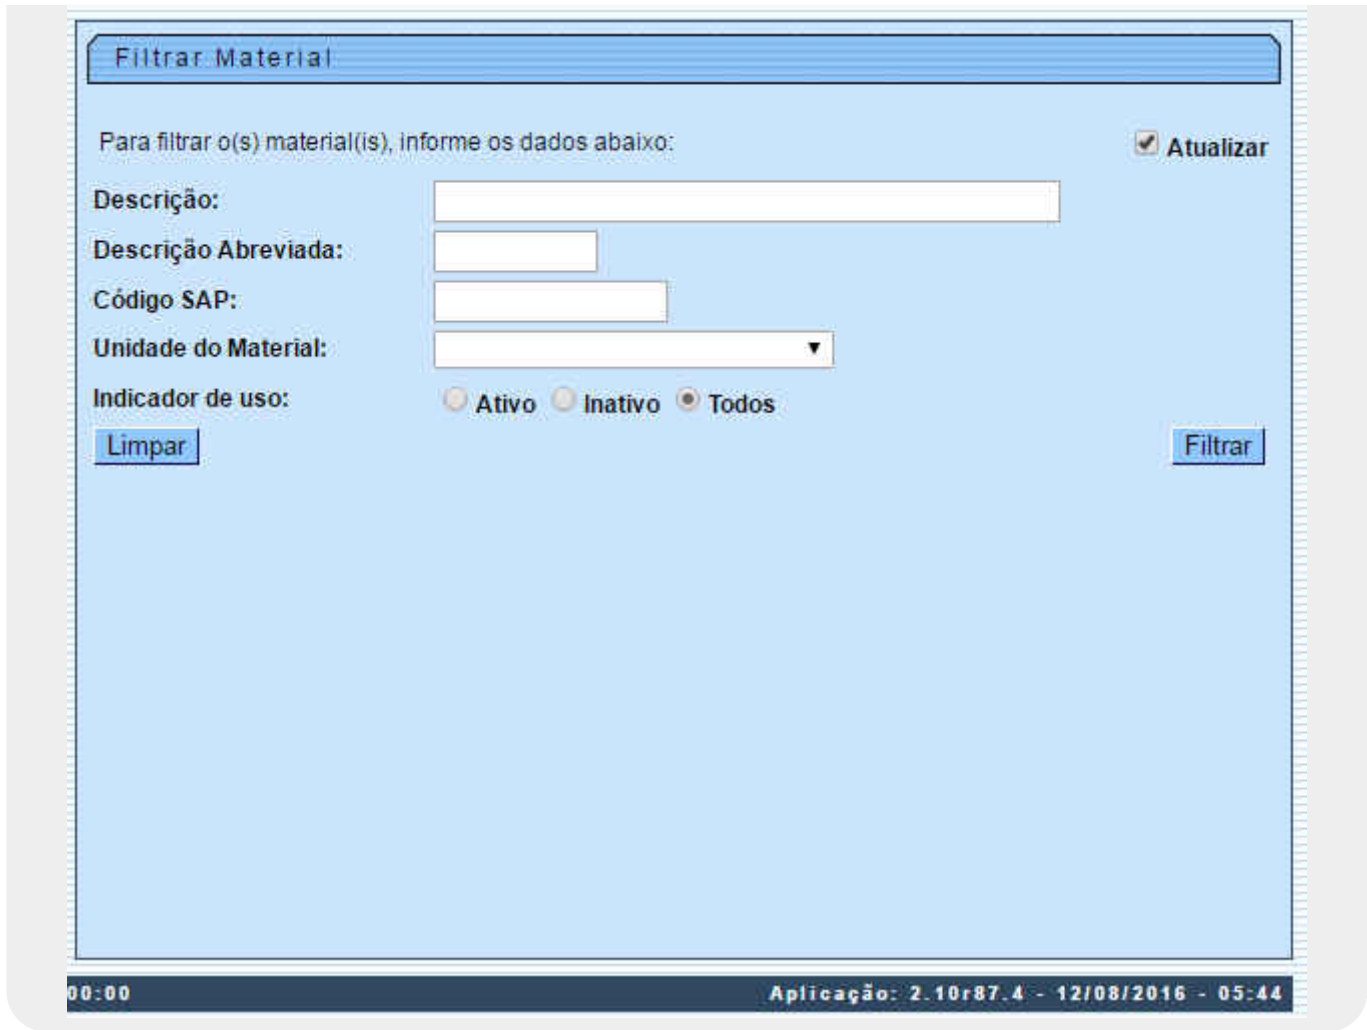 Filtrar Material
Para filtrar o(s) material(is), informe os dados abaixo: Atualizar
Descrição:
Descrição Abreviada:
Código SAP:
Unidade do Material:
Indicador de uso: Ativo Inativo Todos
Limpar Filtrar
00:00 Aplicação: 2.10r87.4 - 12/08/2016 - 05:44